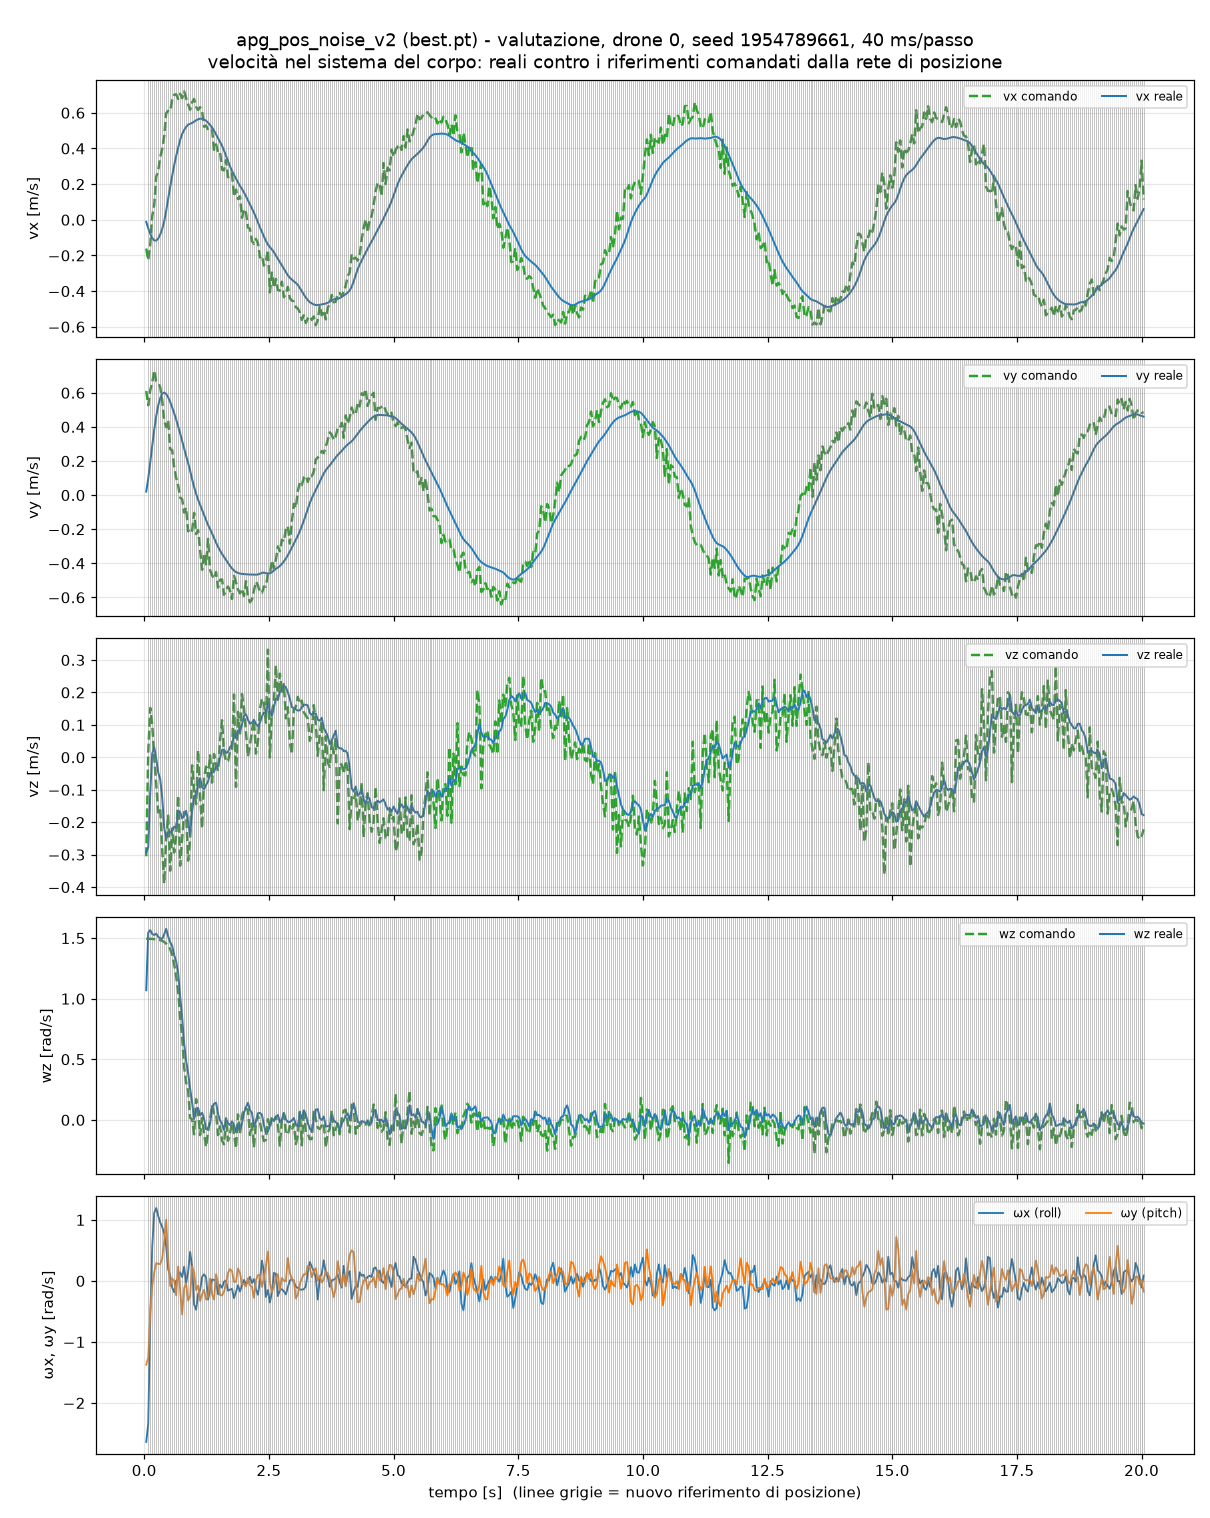 apg_pos_noise_v2 (best.pt) - valutazione, drone 0, seed 1954789661, 40 ms/passo
velocità nel sistema del corpo: reali contro i riferimenti comandati dalla rete di posizione
vx comando vx reale
0.6
0.4
0.2
0.0
−0.2
−0.4
−0.6
vx [m/s]
vy comando vy reale
0.6
0.4
0.2
0.0
−0.2
−0.4
−0.6
vy [m/s]
vz comando vz reale
0.3
0.2
0.1
0.0
−0.1
−0.2
−0.3
−0.4
vz [m/s]
wz comando wz reale
1.5
1.0
0.5
0.0
wz [rad/s]
ωx (roll) ωy (pitch)
1
0
−1
−2
ωx, ωy [rad/s]
0.0 2.5 5.0 7.5 10.0 12.5 15.0 17.5 20.0
tempo [s] (linee grigie = nuovo riferimento di posizione)